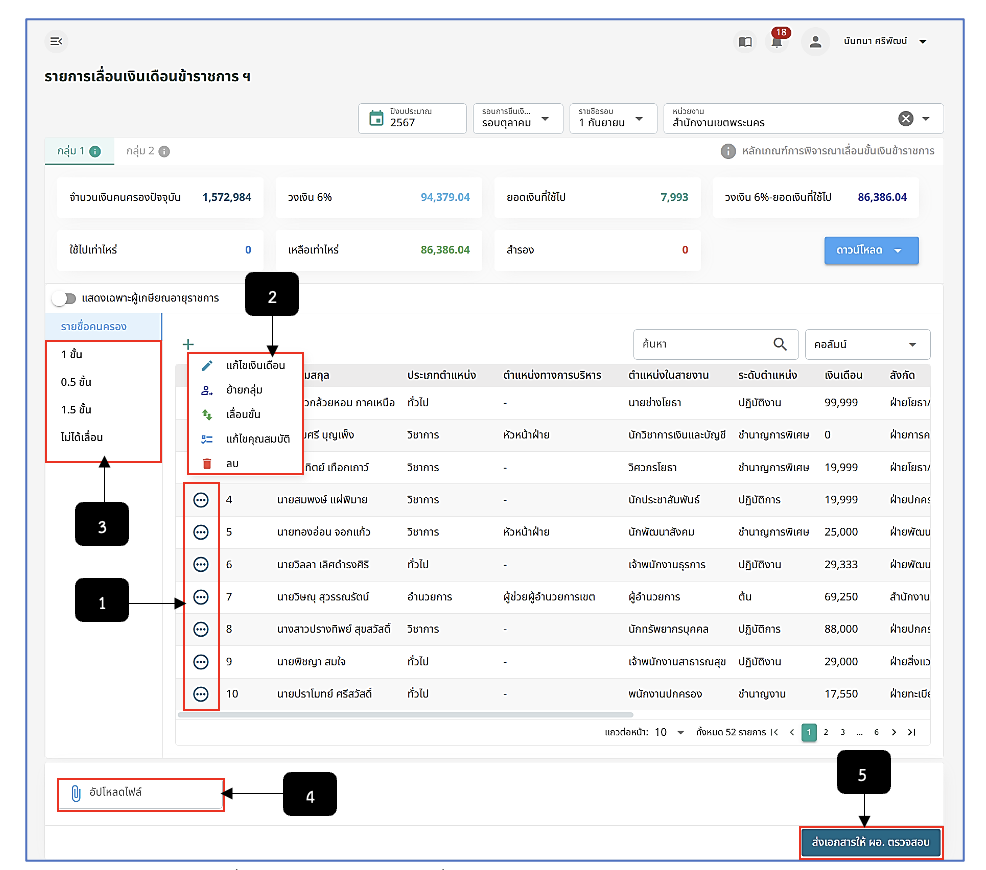 18
นันทนา ศรีพัฒน์
รายการเลื่อนเงินเดือนข้าราชการ ฯ
ปีงบประมาณ
2567
รอบการขึ้นเงิ...
รอบตุลาคม
รายชื่อรอบ
1 กันยายน
หน่วยงาน
สำนักงานเขตพระนคร
กลุ่ม 1
กลุ่ม 2
หลักเกณฑ์การพิจารณาเลื่อนขั้นเงินข้าราชการ
จำนวนเงินคนครองปัจจุบัน 1,572,984
วงเงิน 6% 94,379.04
ยอดเงินที่ใช้ไป 7,993
วงเงิน 6%-ยอดเงินที่ใช้ไป 86,386.04
ใช้ไปเท่าไหร่ 0
เหลือเท่าไหร่ 86,386.04
สำรอง 0
ดาวน์โหลด
แสดงเฉพาะผู้เกษียณอายุราชการ
2
รายชื่อคนครอง
1 ขั้น
0.5 ขั้น
1.5 ขั้น
ไม่ได้เลื่อน
3
1
ค้นหา
คอลัมน์
แก้ไขเงินเดือน
ย้ายกลุ่ม
เลื่อนขั้น
แก้ไขคุณสมบัติ
ลบ
มสกุล ประเภทตำแหน่ง ตำแหน่งทางการบริหาร ตำแหน่งในสายงาน ระดับตำแหน่ง เงินเดือน สังกัด
วกล้วยหอม ภาคเหนือ ทั่วไป - นายช่างโยธา ปฏิบัติงาน 99,999 ฝ่ายโยธา
ศรี บุญเพ็ง วิชาการ หัวหน้าฝ่าย นักวิชาการเงินและบัญชี ชำนาญการพิเศษ 0 ฝ่ายการค
ทิตย์ เทือกเถาว์ วิชาการ - วิศวกรโยธา ชำนาญการพิเศษ 19,999 ฝ่ายโยธา
4 นายสมพงษ์ แผ่พิมาย วิชาการ - นักประชาสัมพันธ์ ปฏิบัติการ 19,999 ฝ่ายปกคร
5 นายทองอ่อน จอกแก้ว วิชาการ หัวหน้าฝ่าย นักพัฒนาสังคม ชำนาญการพิเศษ 25,000 ฝ่ายพัฒน
6 นายวิลลา เลิศดำรงศิริ ทั่วไป - เจ้าพนักงานธุรการ ปฏิบัติงาน 29,333 ฝ่ายพัฒน
7 นายวิษณุ สุวรรณรัตน์ อำนวยการ ผู้ช่วยผู้อำนวยการเขต ผู้อำนวยการ ต้น 69,250 สำนักงาน
8 นางสาวปรางทิพย์ สุขสวัสดิ์ วิชาการ - นักทรัพยากรบุคคล ปฏิบัติการ 88,000 ฝ่ายปกคร
9 นายพิชญา สมใจ ทั่วไป - เจ้าพนักงานสาธารณสุข ปฏิบัติงาน 29,000 ฝ่ายสิ่งแว
10 นายปราโมทย์ ศรีสวัสดิ์ ทั่วไป - พนักงานปกครอง ชำนาญงาน 17,550 ฝ่ายทะเบี
แถวต่อหน้า: 10 ทั้งหมด 52 รายการ 1 2 3 ... 6
อัปโหลดไฟล์
4
5
ส่งเอกสารให้ ผอ. ตรวจสอบ